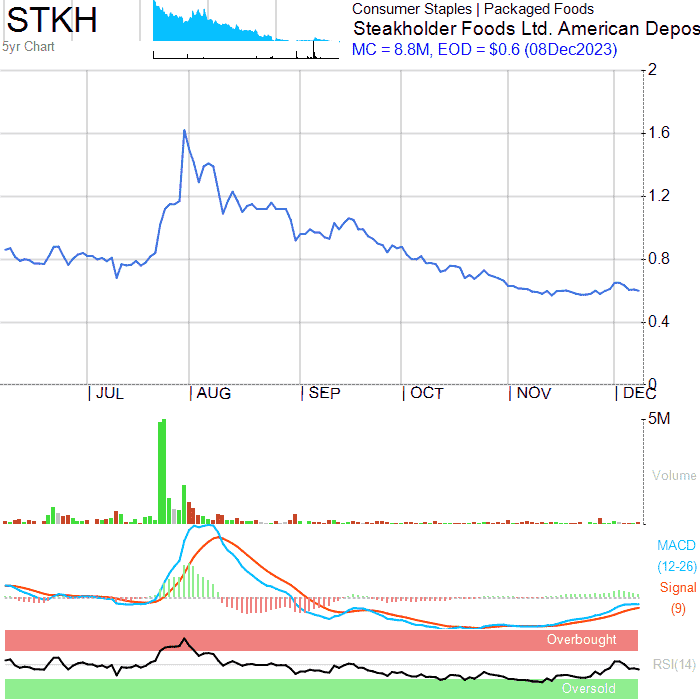 STKH
5yr Chart
Consumer Staples | Packaged Foods
Steakholder Foods Ltd. American Depos
MC = 8.8M, EOD = $0.6 (08Dec2023)
2
1.6
1.2
0.8
0.4
0
JUL AUG SEP OCT NOV DEC
5M
Volume
MACD
(12-26)
Signal
(9)
Overbought
RSI(14)
Oversold